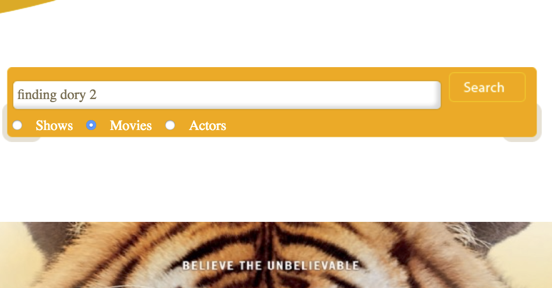 finding dory 2
Search
Shows Movies Actors
BELIEVE THE UNBELIEVABLE